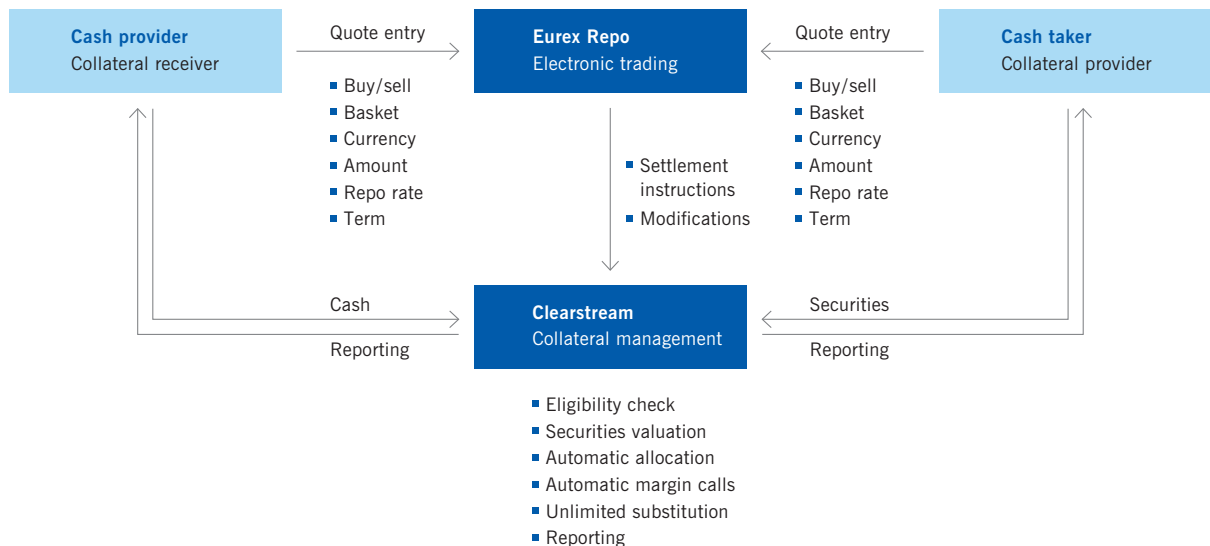 Cash provider
Collateral receiver
Quote entry
Buy/sell
Basket
Currency
Amount
Repo rate
Term
Eurex Repo
Electronic trading
Quote entry
Buy/sell
Basket
Currency
Amount
Repo rate
Term
Cash taker
Collateral provider
Settlement
instructions
Modifications
Cash
Reporting
Clearstream
Collateral management
Securities
Reporting
Eligibility check
Securities valuation
Automatic allocation
Automatic margin calls
Unlimited substitution
Reporting